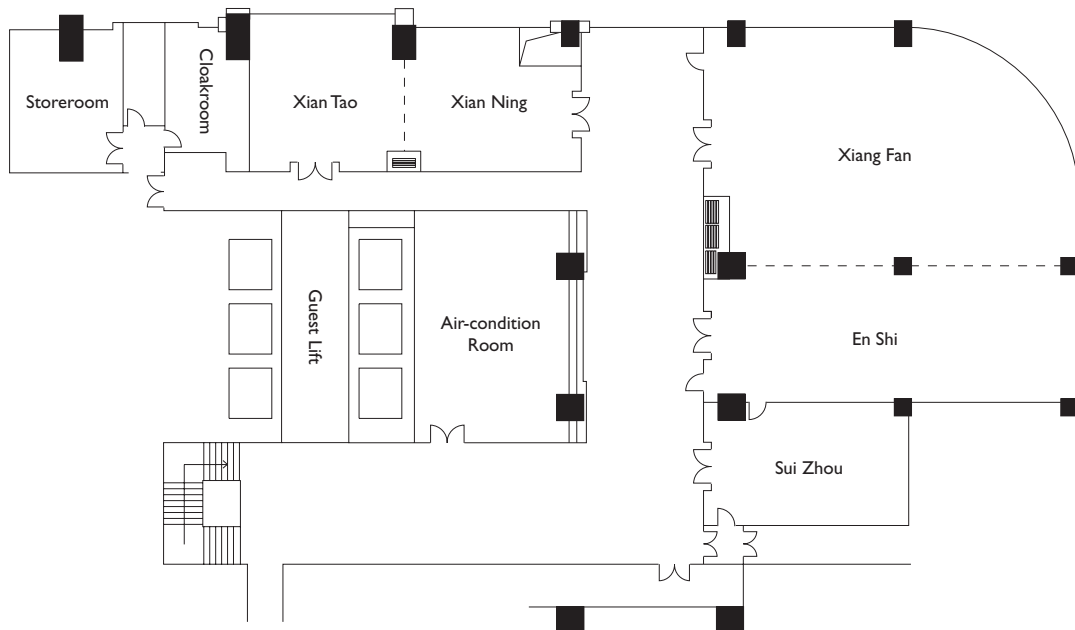 Storeroom
Cloakroom
Xian Tao
Xian Ning
Xiang Fan
Guest Lift
Air-condition
Room
En Shi
Sui Zhou